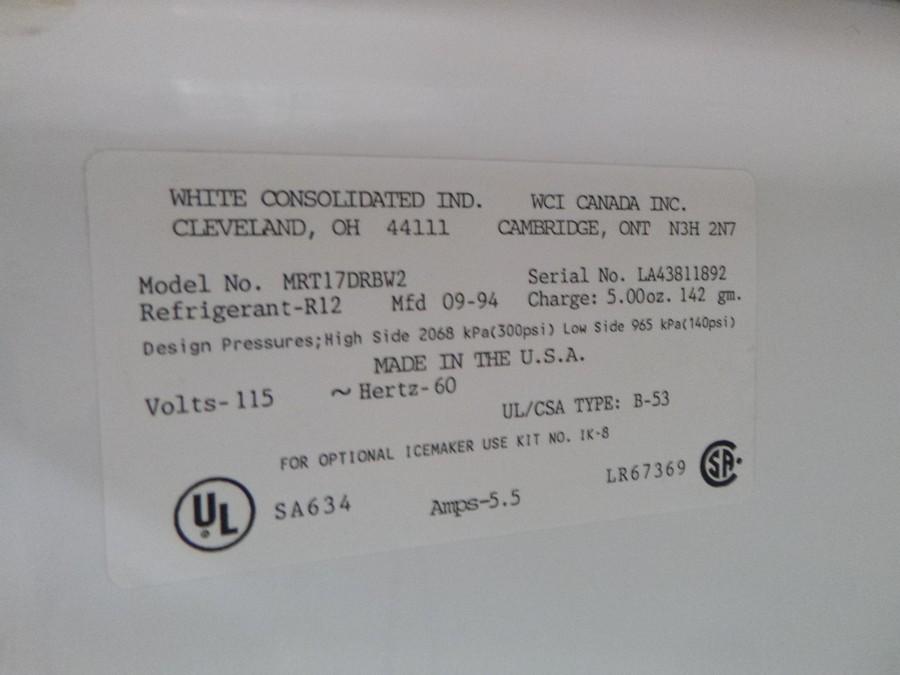 WHITE CONSOLIDATED IND. WCI CANADA INC.
CLEVELAND, OH 44111 CAMBRIDGE, ONT N3H 2N7
Model No. MRT17DRBW2 Serial No. LA43811892
Refrigerant-R12 Mfd 09-94 Charge: 5.00oz. 142 gm.
Design Pressures;High Side 2068 kPa(300psi) Low Side 965 kPa(140psi)
MADE IN THE U.S.A.
Volts-115 ~Hertz-60
UL/CSA TYPE: B-53
FOR OPTIONAL ICEMAKER USE KIT NO. IK-8
UL ® SA634 Amps-5.5 LR67369 SA